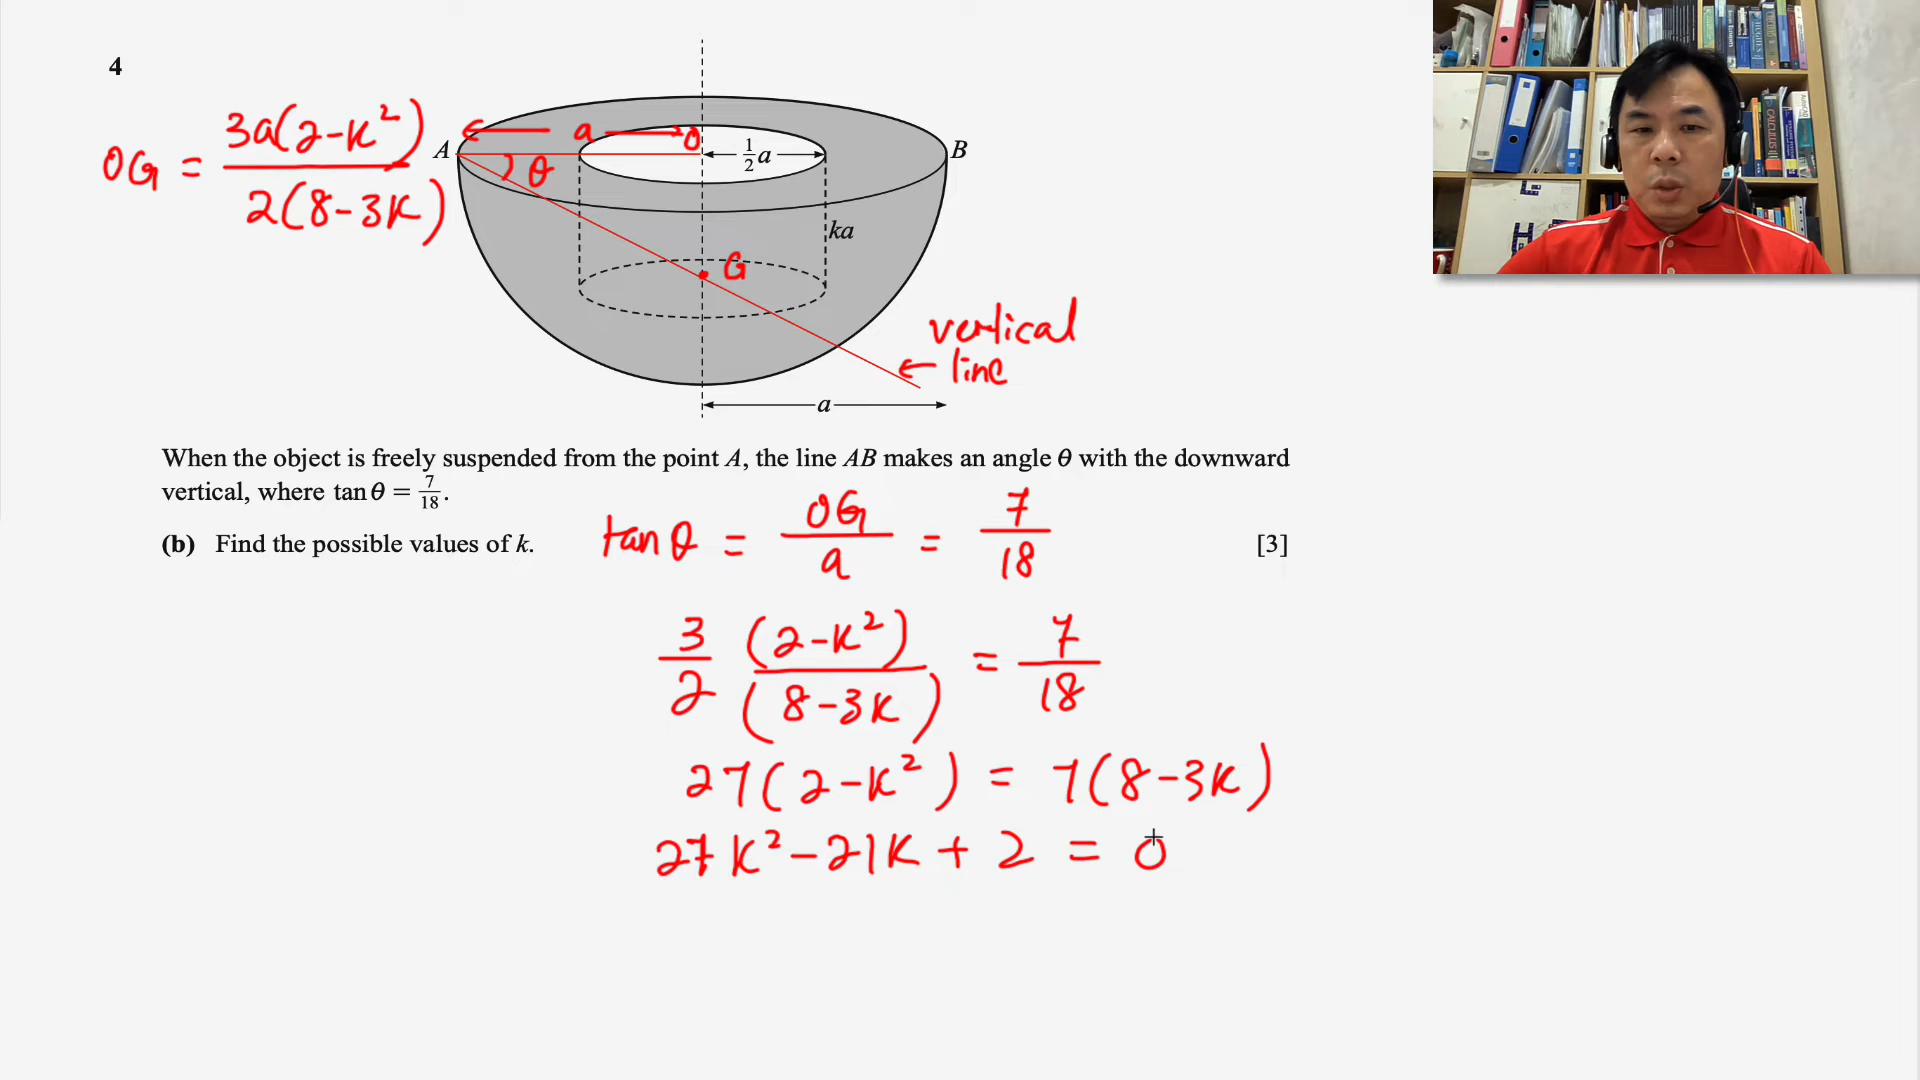 4
OG = 3a(2-k²) / 2(8-3k)
A
a
O
½a
B
θ
ka
G
vertical
← line
a
When the object is freely suspended from the point A, the line AB makes an angle θ with the downward
vertical, where tan θ = 7/18.
(b) Find the possible values of k. [3]
tan θ = OG/a = 7/18
3/2 (2-k²)/(8-3k) = 7/18
27(2-k²) = 7(8-3k)
27k²-21k+2 = 0